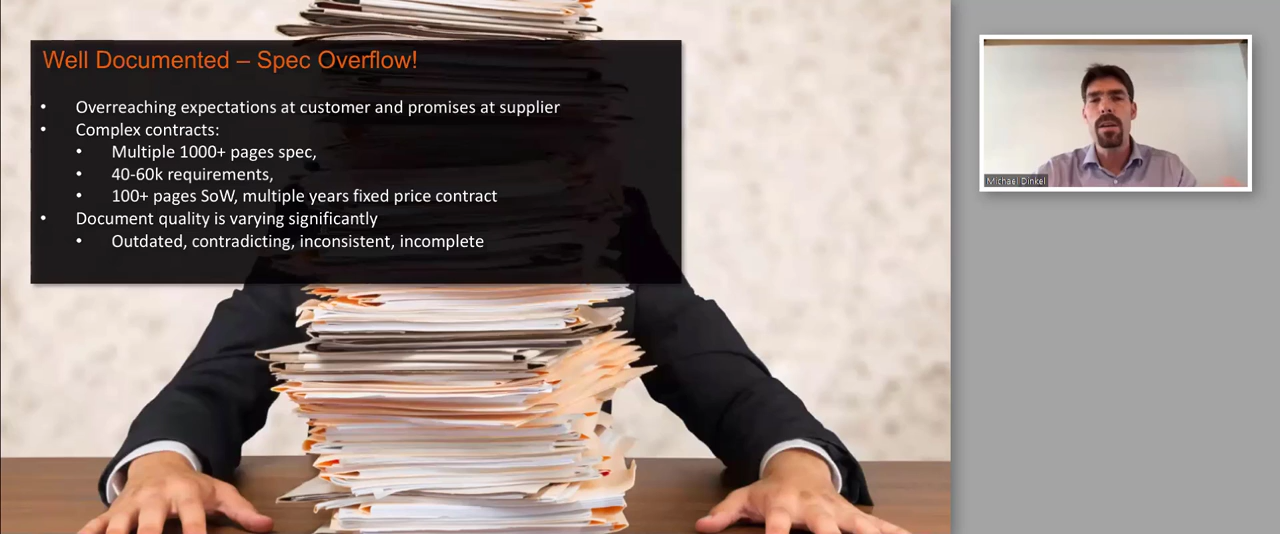 Well Documented – Spec Overflow!
• Overreaching expectations at customer and promises at supplier
• Complex contracts:
• Multiple 1000+ pages spec,
• 40-60k requirements,
• 100+ pages SoW, multiple years fixed price contract
• Document quality is varying significantly
• Outdated, contradicting, inconsistent, incomplete
Michael Dinkel